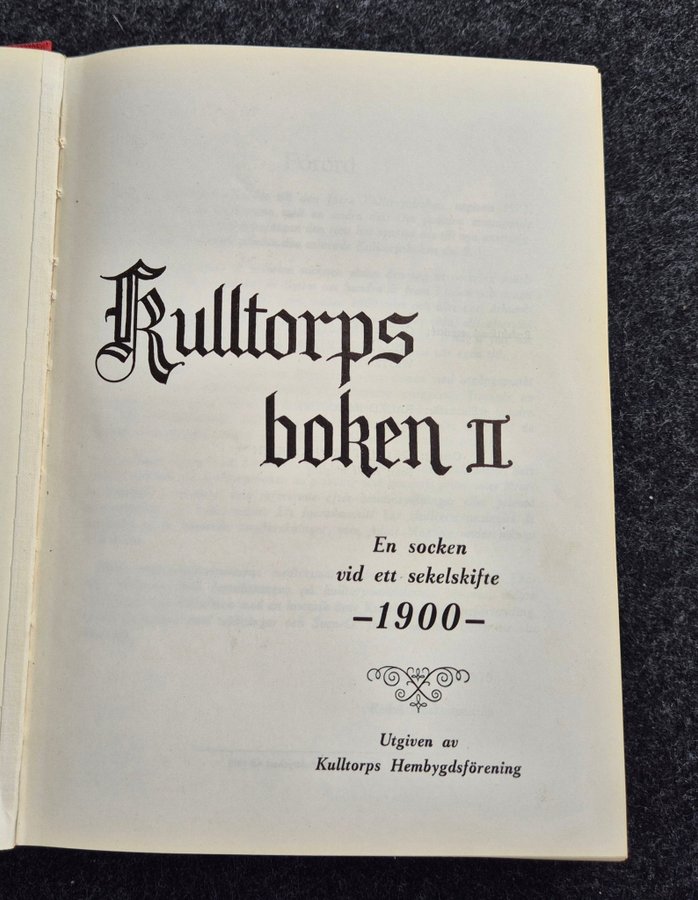 Kulltorps
boken II
En socken
vid ett sekelskifte
–1900–
Utgiven av
Kulltorps Hembygdsförening